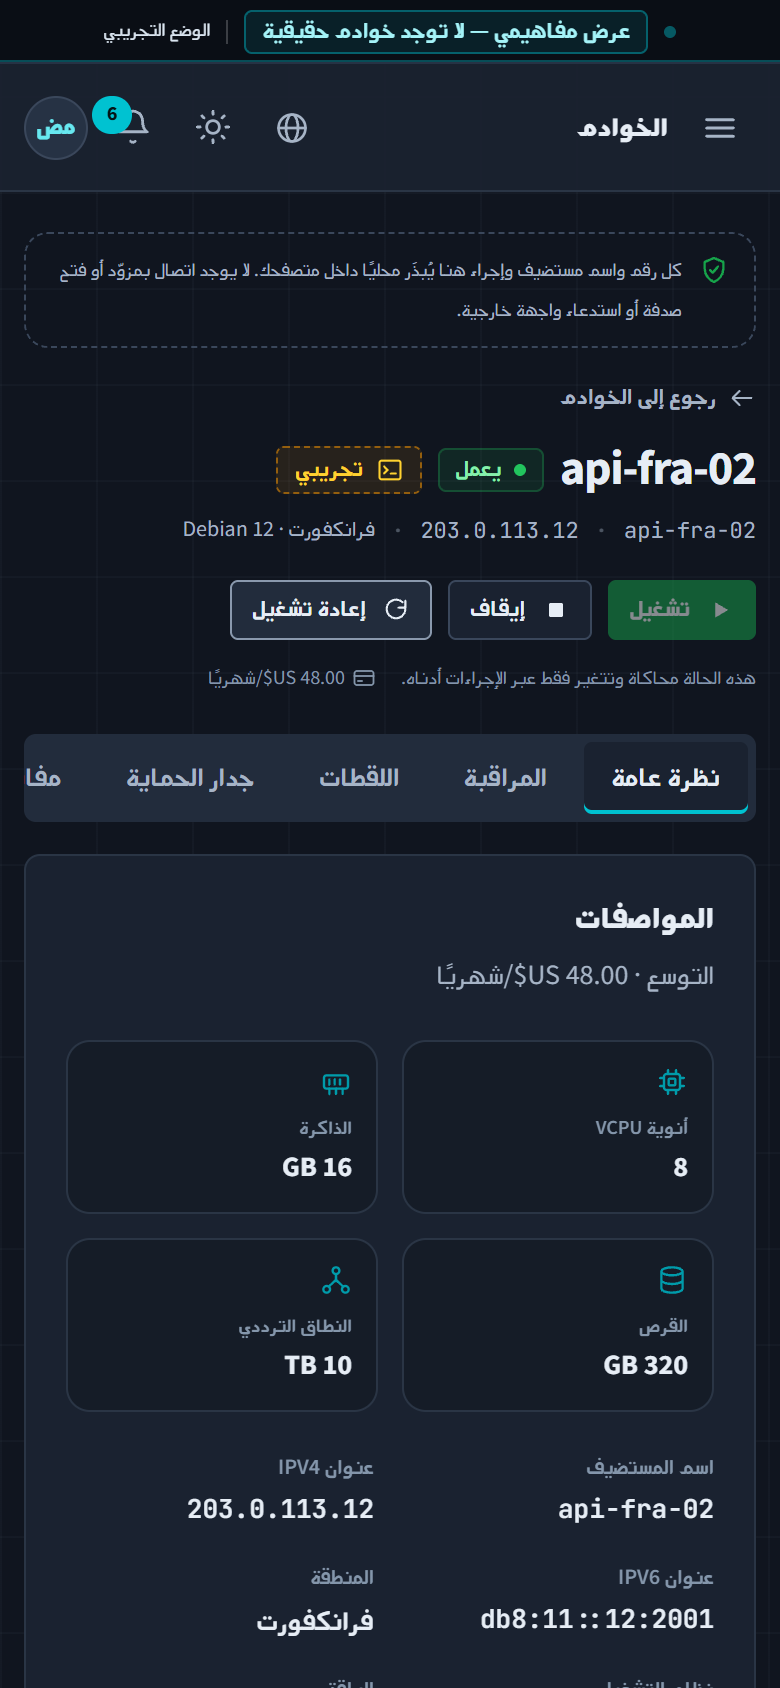 عرض مفاهيمي — لا توجد خوادم حقيقية
الوضع التجريبي
الخوادم
6
مض
كل رقم واسم مستضيف وإجراء هنا يُبذَر محليًا داخل متصفحك. لا يوجد اتصال بمزوّد أو فتح
صدفة أو استدعاء واجهة خارجية.
رجوع إلى الخوادم
api-fra-02
يعمل
تجريبي
api-fra-02 • 203.0.113.12 • فرانكفورت · Debian 12
تشغيل
إيقاف
إعادة تشغيل
هذه الحالة محاكاة وتتغير فقط عبر الإجراءات أدناه.
US$ 48.00/شهريًا
نظرة عامة
المراقبة
اللقطات
جدار الحماية
مفا
المواصفات
التوسع · US$ 48.00/شهريًا
أنوية VCPU
8
الذاكرة
16 GB
القرص
320 GB
النطاق الترددي
10 TB
اسم المستضيف
api-fra-02
عنوان IPV4
203.0.113.12
عنوان IPV6
db8:11::12:2001
المنطقة
فرانكفورت